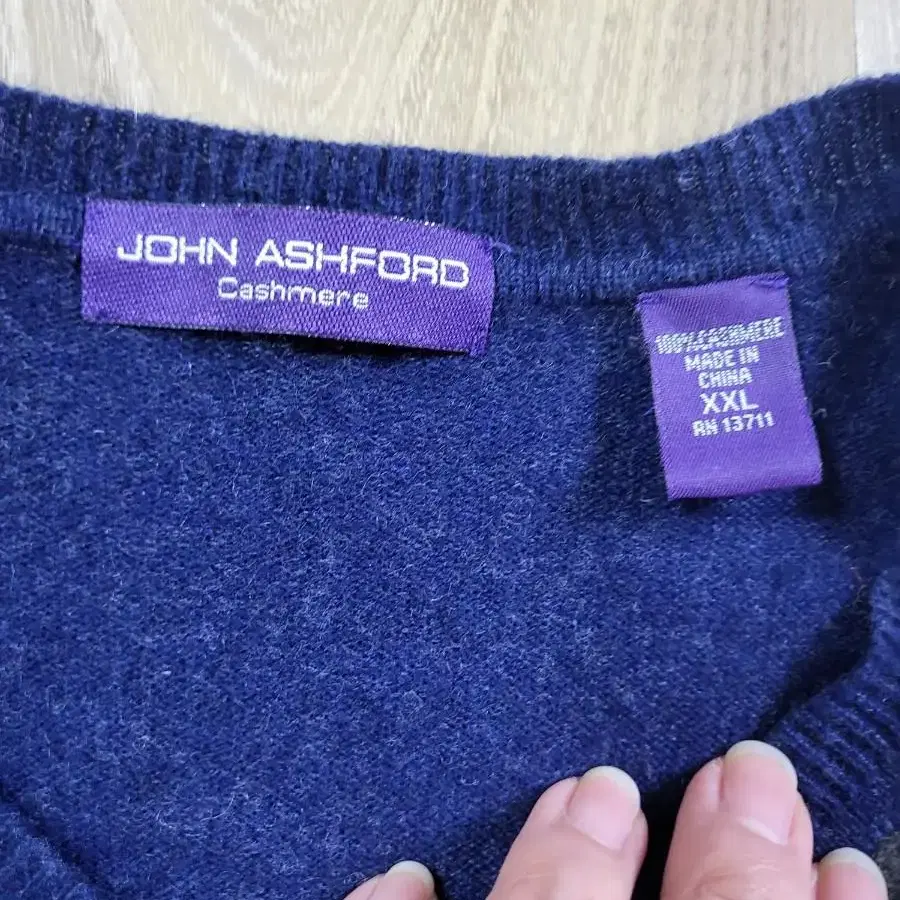 JOHN ASHFORD
Cashmere
100% CASHMERE
MADE IN
CHINA
XXL
RN 13711